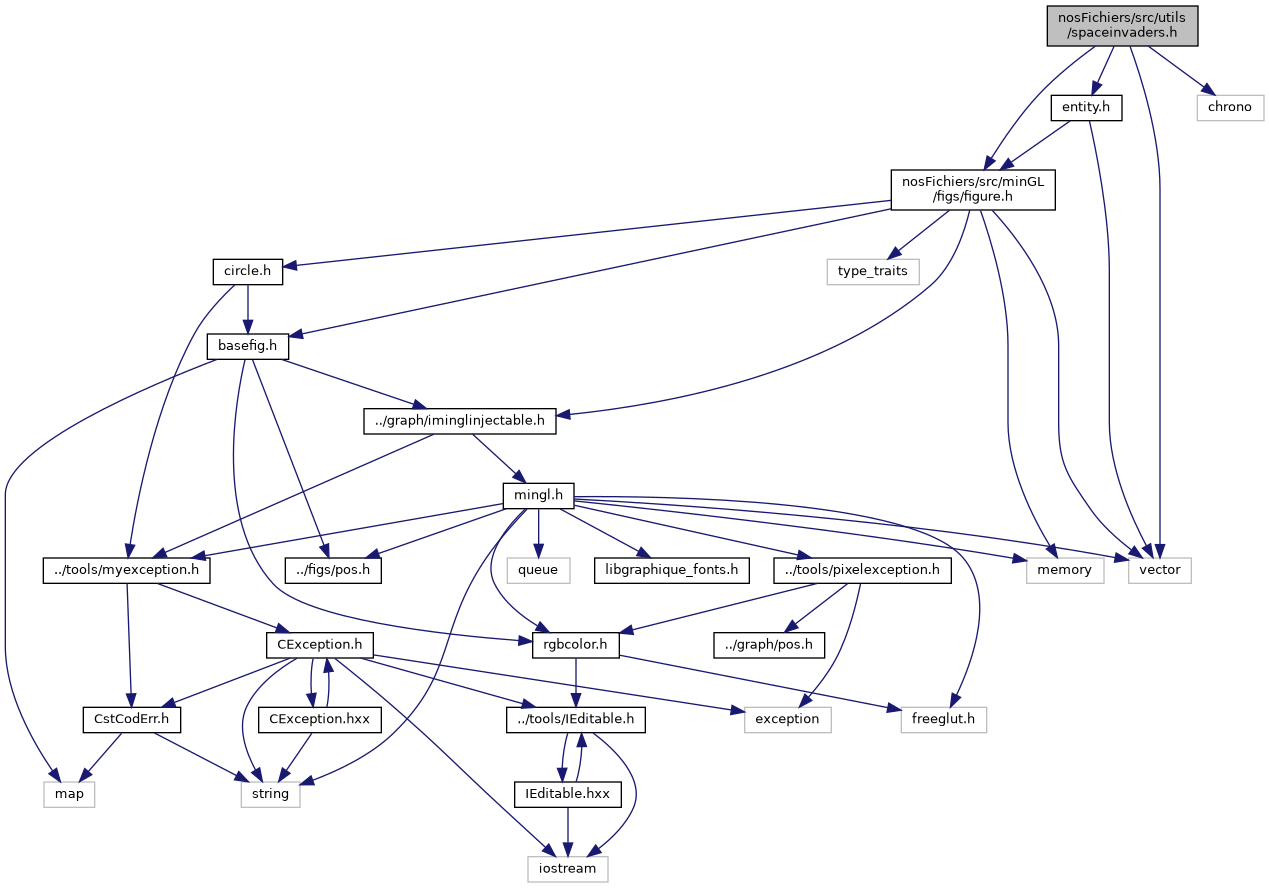 nosFichiers/src/utils
/spaceinvaders.h
entity.h
chrono
nosFichiers/src/minGL
/figs/figure.h
circle.h
type_traits
basefig.h
../graph/iminglinjectable.h
mingl.h
../tools/myexception.h
../figs/pos.h
queue
libgraphique_fonts.h
../tools/pixelexception.h
memory
vector
CException.h
rgbcolor.h
../graph/pos.h
CstCodErr.h
CException.hxx
../tools/IEditable.h
exception
freeglut.h
map
string
IEditable.hxx
iostream